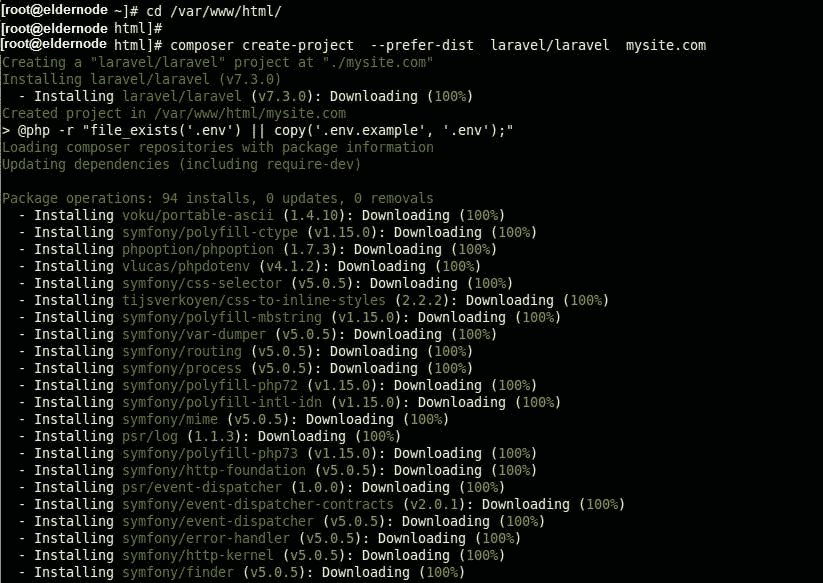 [root@eldernode ~]# cd /var/www/html/
[root@eldernode html]#
[root@eldernode html]# composer create-project  --prefer-dist  laravel/laravel  mysite.com
Creating a "laravel/laravel" project at "./mysite.com"
Installing laravel/laravel (v7.3.0)
  - Installing laravel/laravel (v7.3.0): Downloading (100%)
Created project in /var/www/html/mysite.com
> @php -r "file_exists('.env') || copy('.env.example', '.env');"
Loading composer repositories with package information
Updating dependencies (including require-dev)
Package operations: 94 installs, 0 updates, 0 removals
  - Installing voku/portable-ascii (1.4.10): Downloading (100%)
  - Installing symfony/polyfill-ctype (v1.15.0): Downloading (100%)
  - Installing phpoption/phpoption (1.7.3): Downloading (100%)
  - Installing vlucas/phpdotenv (v4.1.2): Downloading (100%)
  - Installing symfony/css-selector (v5.0.5): Downloading (100%)
  - Installing tijsverkoyen/css-to-inline-styles (2.2.2): Downloading (100%)
  - Installing symfony/polyfill-mbstring (v1.15.0): Downloading (100%)
  - Installing symfony/var-dumper (v5.0.5): Downloading (100%)
  - Installing symfony/routing (v5.0.5): Downloading (100%)
  - Installing symfony/process (v5.0.5): Downloading (100%)
  - Installing symfony/polyfill-php72 (v1.15.0): Downloading (100%)
  - Installing symfony/polyfill-intl-idn (v1.15.0): Downloading (100%)
  - Installing symfony/mime (v5.0.5): Downloading (100%)
  - Installing psr/log (1.1.3): Downloading (100%)
  - Installing symfony/polyfill-php73 (v1.15.0): Downloading (100%)
  - Installing symfony/http-foundation (v5.0.5): Downloading (100%)
  - Installing psr/event-dispatcher (1.0.0): Downloading (100%)
  - Installing symfony/event-dispatcher-contracts (v2.0.1): Downloading (100%)
  - Installing symfony/event-dispatcher (v5.0.5): Downloading (100%)
  - Installing symfony/error-handler (v5.0.5): Downloading (100%)
  - Installing symfony/http-kernel (v5.0.5): Downloading (100%)
  - Installing symfony/finder (v5.0.5): Downloading (100%)